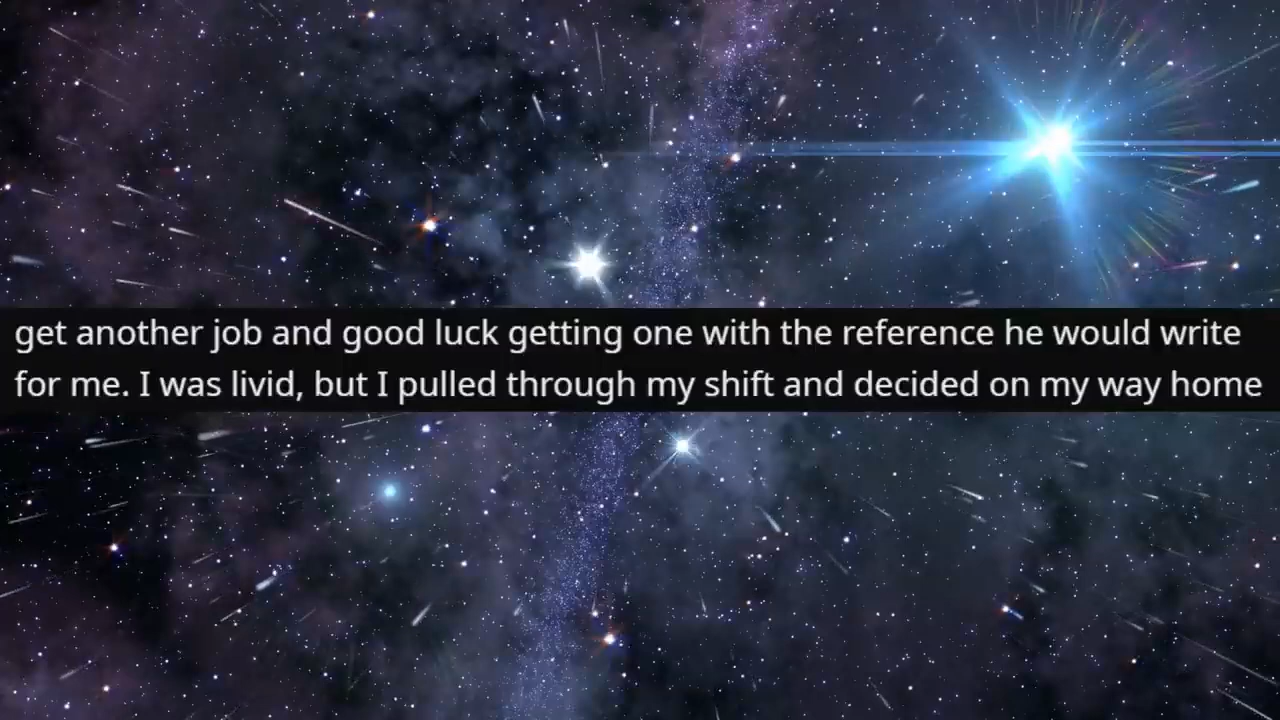 get another job and good luck getting one with the reference he would write
for me. I was livid, but I pulled through my shift and decided on my way home